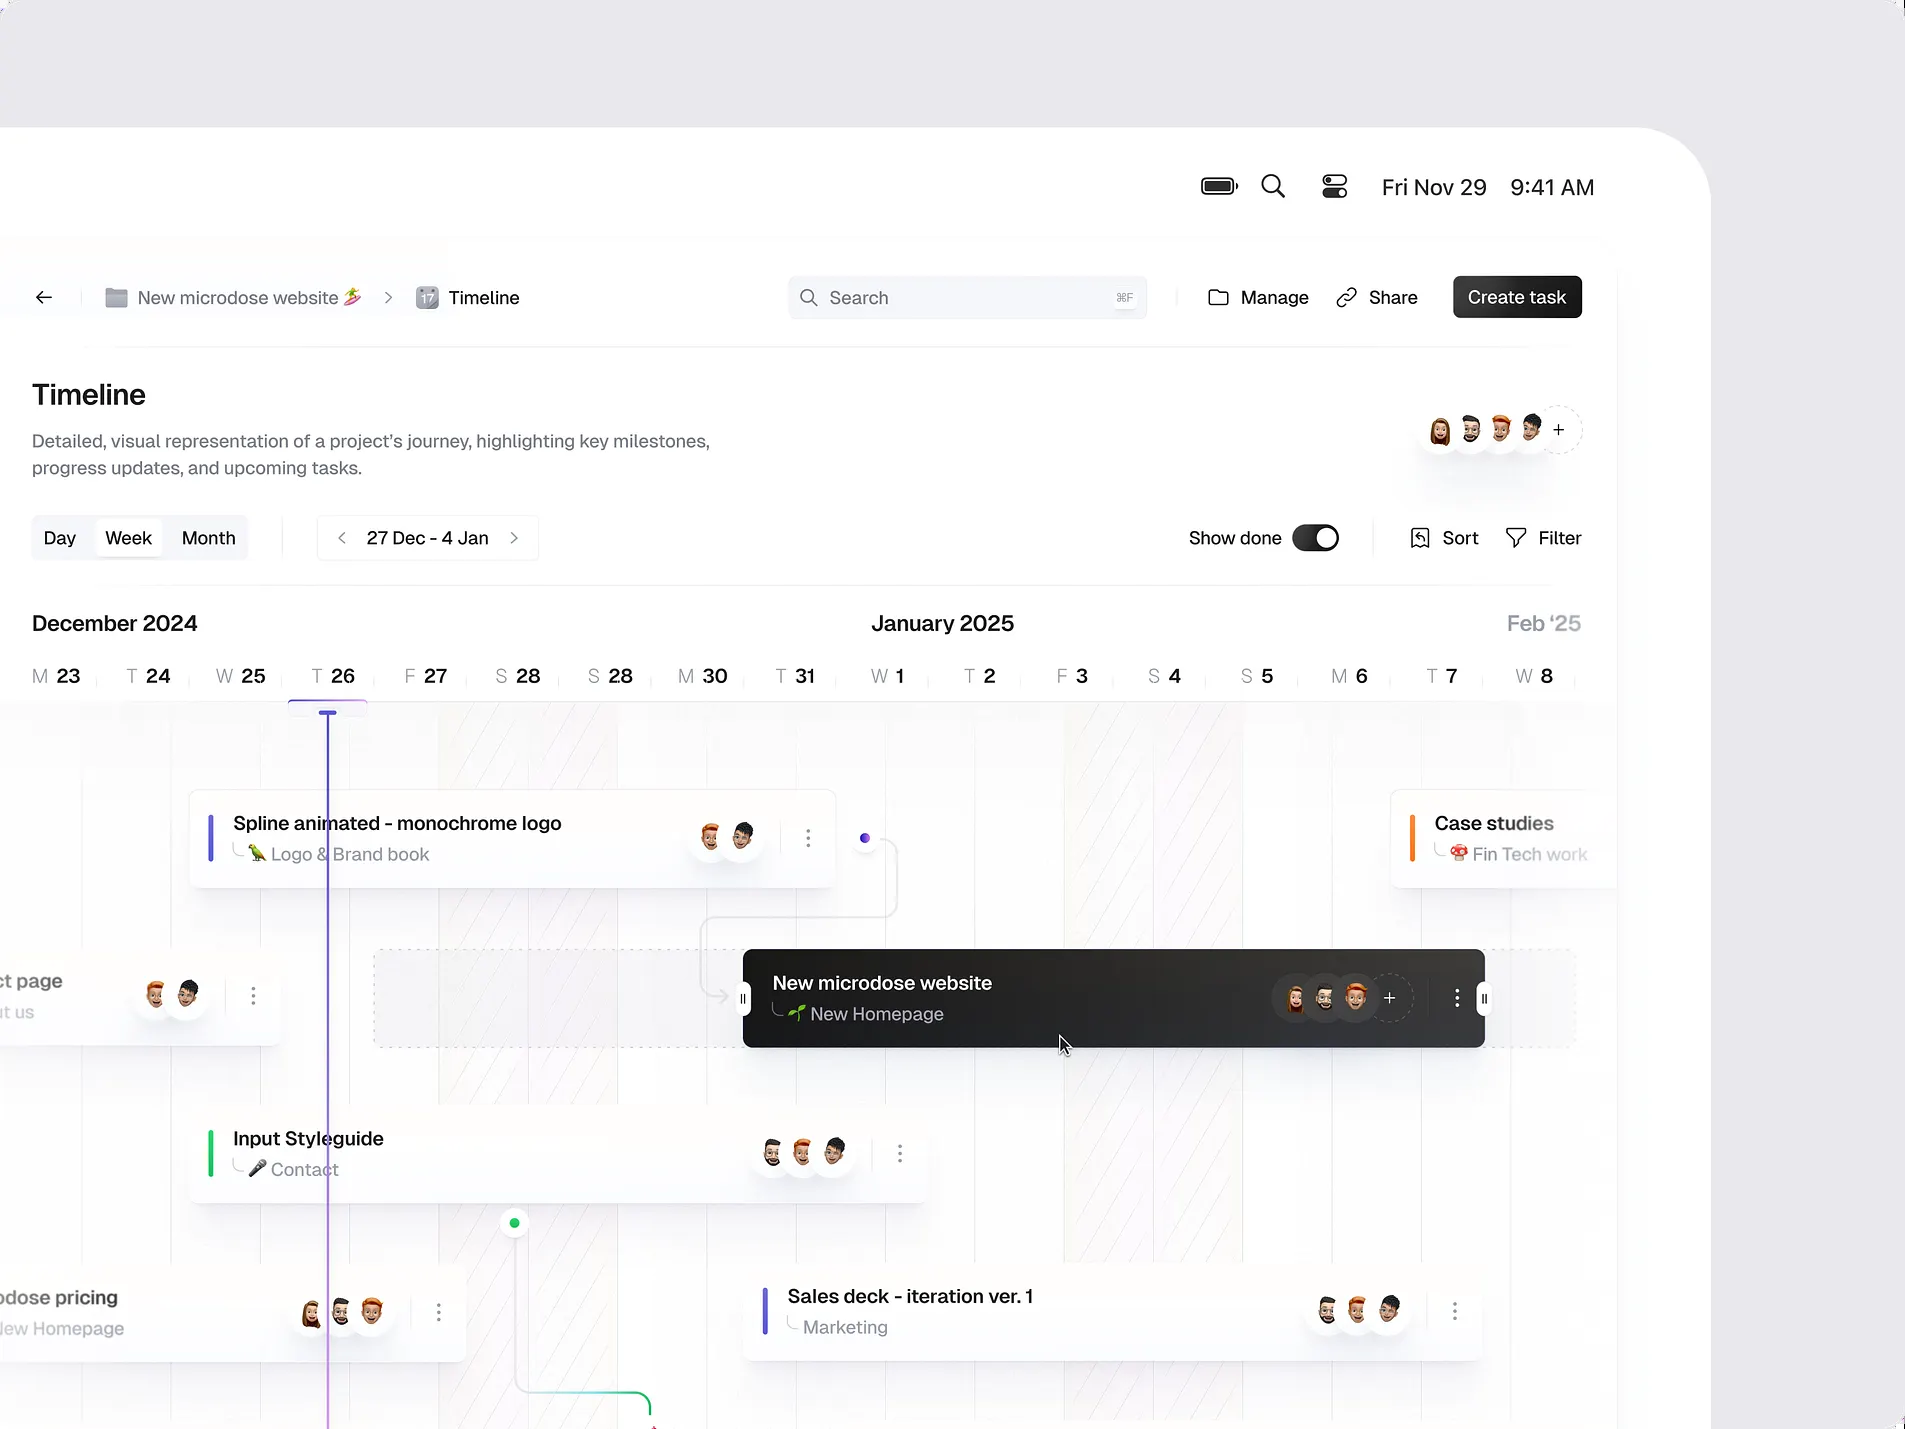 Fri Nov 29 9:41 AM
New microdose website > 17 Timeline
Search ⌘F
Manage Share Create task
Timeline
Detailed, visual representation of a project's journey, highlighting key milestones,
progress updates, and upcoming tasks.
Day Week Month
27 Dec - 4 Jan
Show done Sort Filter
December 2024 January 2025 Feb '25
M 23 T 24 W 25 T 26 F 27 S 28 S 28 M 30 T 31 W 1 T 2 F 3 S 4 S 5 M 6 T 7 W 8
Spline animated - monochrome logo
Logo & Brand book
Case studies
Fin Tech work
ct page
ut us
New microdose website
New Homepage
Input Styleguide
Contact
odose pricing
New Homepage
Sales deck - iteration ver. 1
Marketing